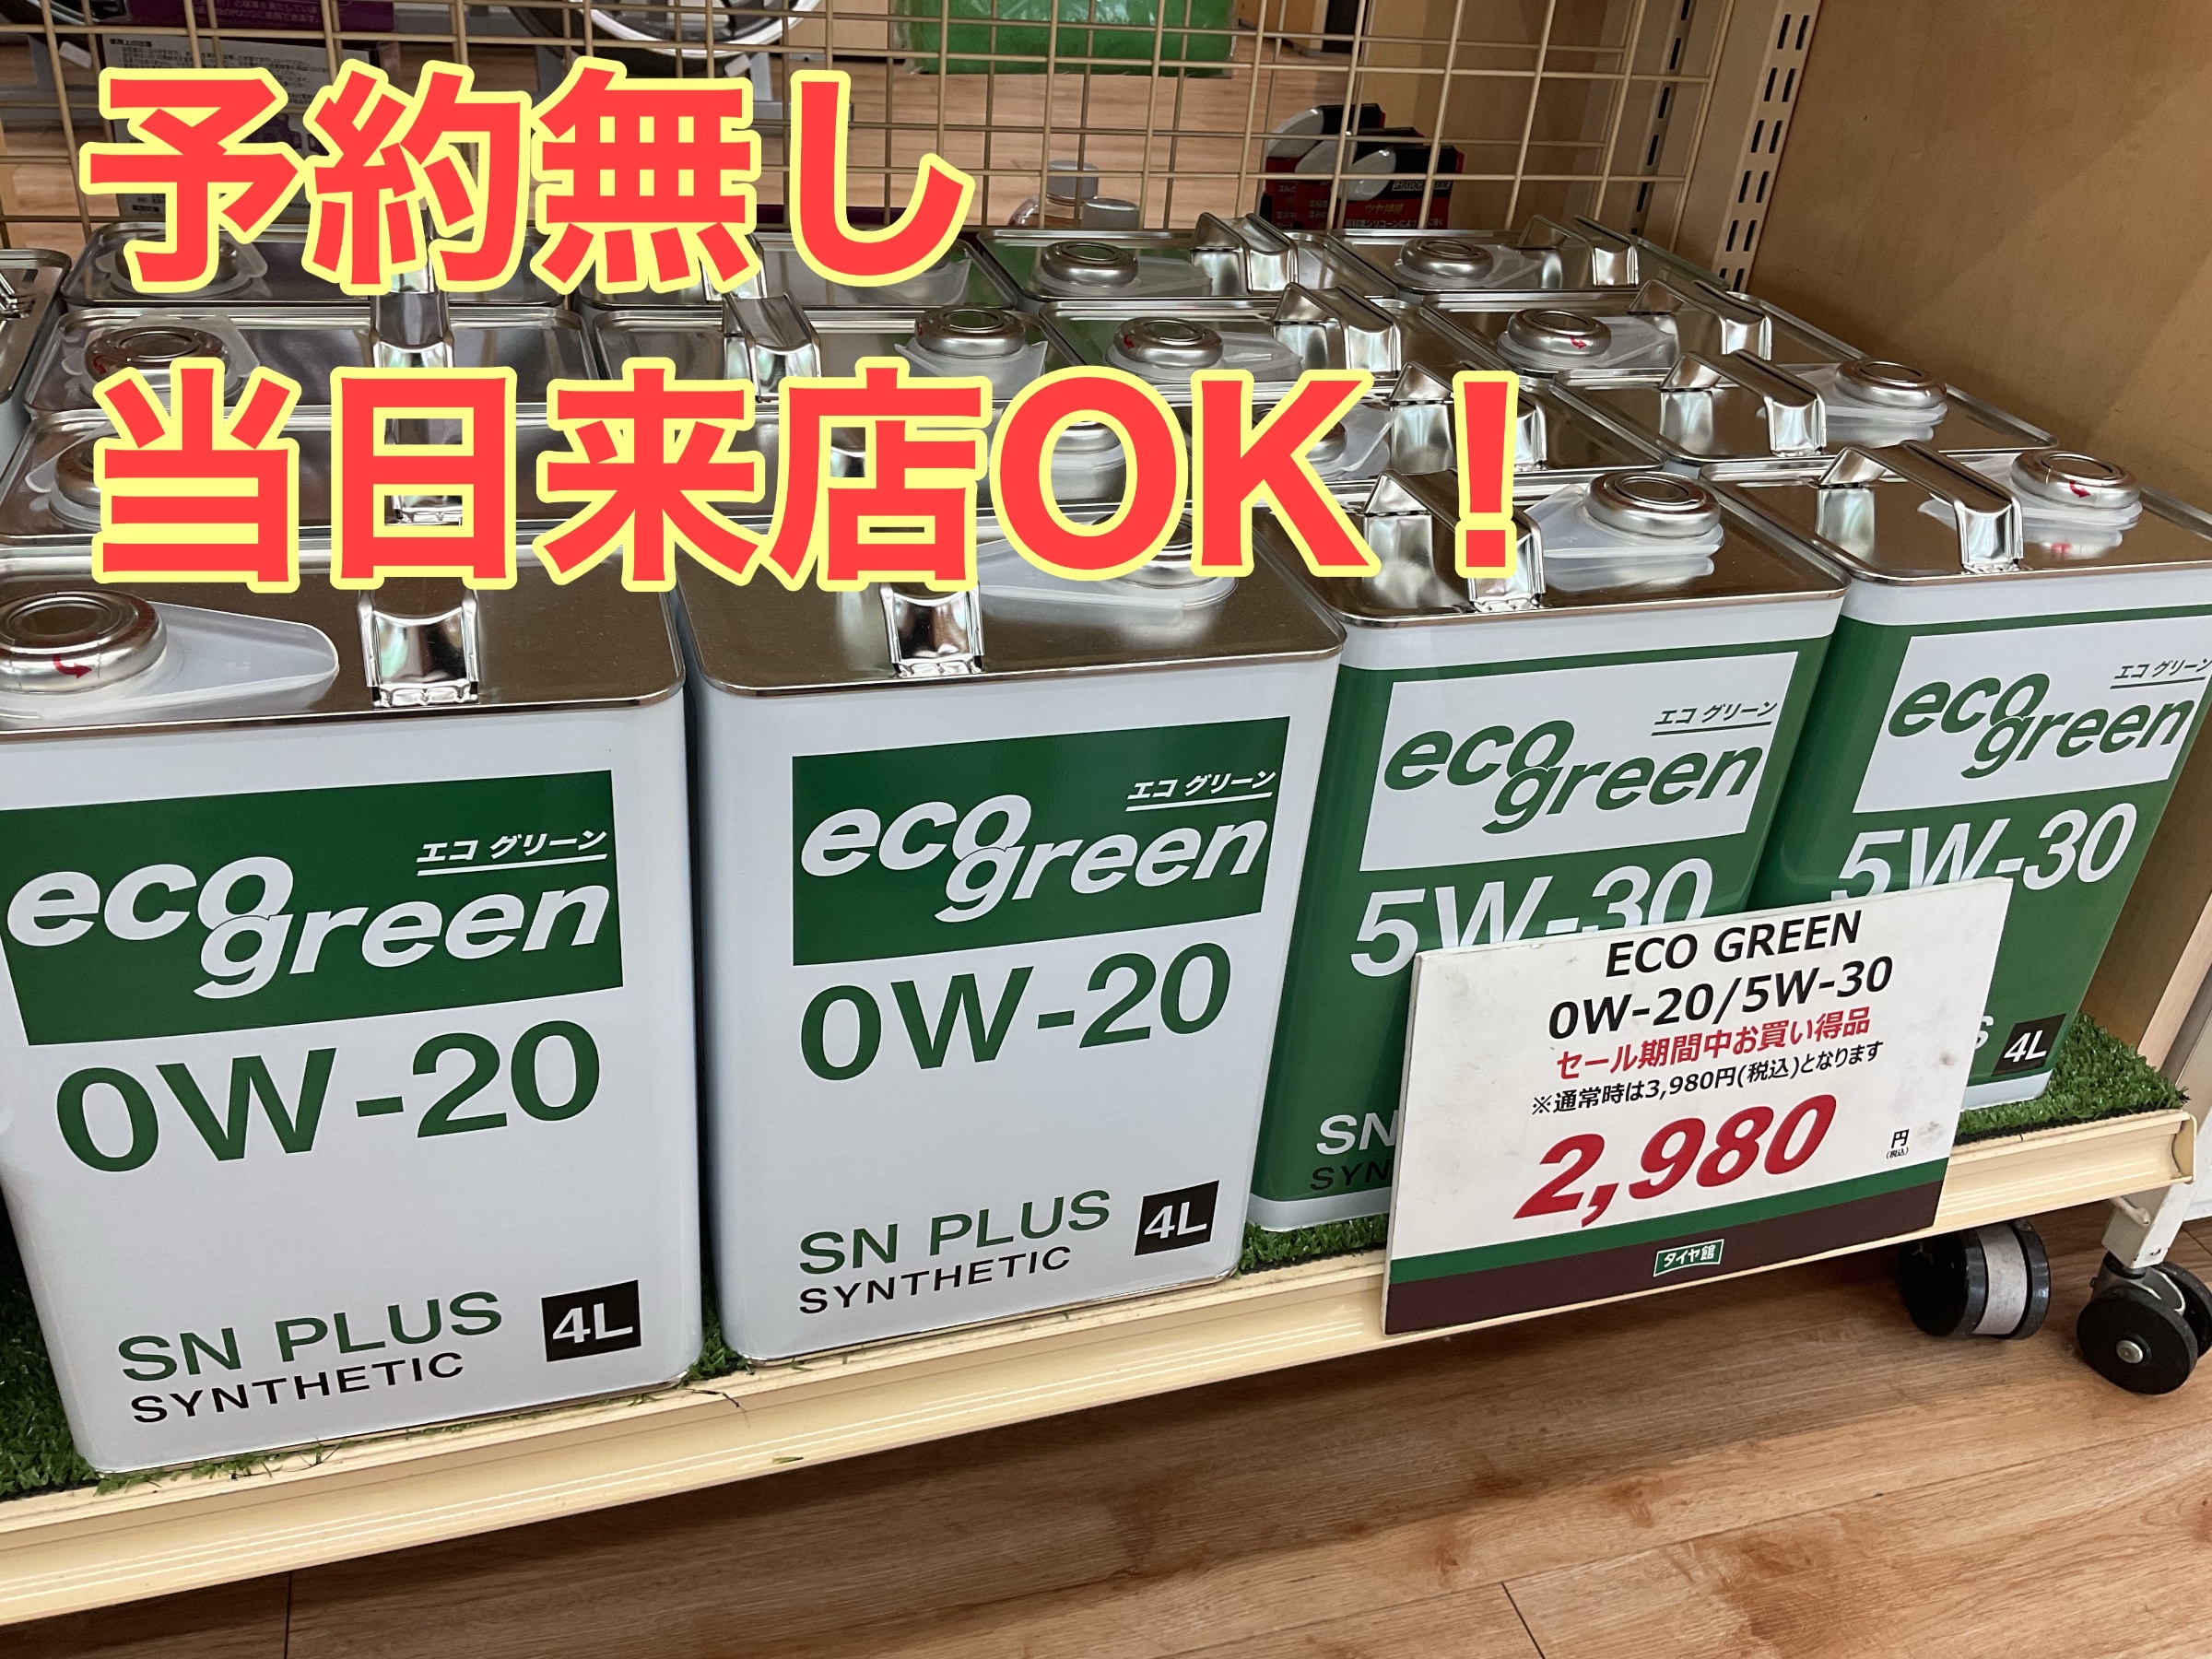 予約無し
当日来店OK！
エコ グリーン
eco green
0W-20
SN PLUS
SYNTHETIC
4L
エコ グリーン
eco green
0W-20
SN PLUS
SYNTHETIC
4L
エコ グリーン
eco green
5W-30
SN
SYN
エコ グリーン
eco green
5W-30
4L
ECO GREEN
0W-20/5W-30
セール期間中お買い得品
※通常時は3,980円(税込)となります
2,980
円
(税込)
タイヤ館